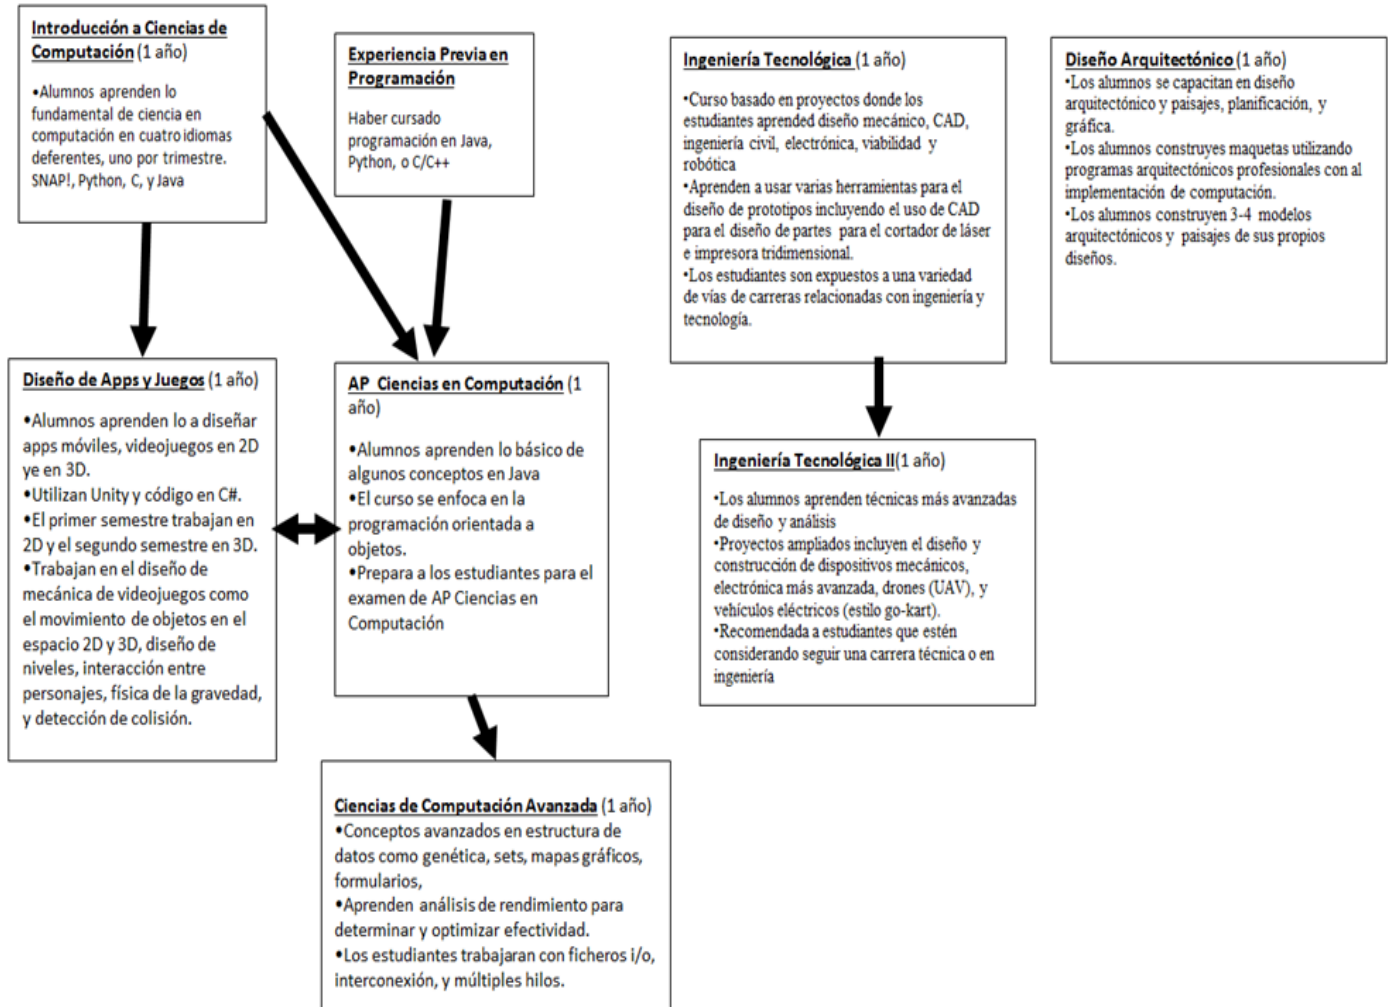 Introducción a Ciencias de
Computación (1 año)
•Alumnos aprenden lo
fundamental de ciencia en
computación en cuatro idiomas
deferentes, uno por trimestre.
SNAP!, Python, C, y Java
Experiencia Previa en
Programación
Haber cursado
programación en Java,
Python, o C/C++
Ingeniería Tecnológica (1 año)
•Curso basado en proyectos donde los
estudiantes aprended diseño mecánico, CAD,
ingeniería civil, electrónica, viabilidad y
robótica
•Aprenden a usar varias herramientas para el
diseño de prototipos incluyendo el uso de CAD
para el diseño de partes para el cortador de láser
e impresora tridimensional.
•Los estudiantes son expuestos a una variedad
de vías de carreras relacionadas con ingeniería y
tecnología.
Diseño Arquitectónico (1 año)
•Los alumnos se capacitan en diseño
arquitectónico y paisajes, planificación, y
gráfica.
•Los alumnos construyes maquetas utilizando
programas arquitectónicos profesionales con al
implementación de computación.
•Los alumnos construyen 3-4 modelos
arquitectónicos y paisajes de sus propios
diseños.
Diseño de Apps y Juegos (1 año)
•Alumnos aprenden lo a diseñar
apps móviles, videojuegos en 2D
ye en 3D.
•Utilizan Unity y código en C#.
•El primer semestre trabajan en
2D y el segundo semestre en 3D.
•Trabajan en el diseño de
mecánica de videojuegos como
el movimiento de objetos en el
espacio 2D y 3D, diseño de
niveles, interacción entre
personajes, física de la gravedad,
y detección de colisión.
AP Ciencias en Computación (1
año)
•Alumnos aprenden lo básico de
algunos conceptos en Java
•El curso se enfoca en la
programación orientada a
objetos.
•Prepara a los estudiantes para el
examen de AP Ciencias en
Computación
Ingeniería Tecnológica II(1 año)
•Los alumnos aprenden técnicas más avanzadas
de diseño y análisis
•Proyectos ampliados incluyen el diseño y
construcción de dispositivos mecánicos,
electrónica más avanzada, drones (UAV), y
vehículos eléctricos (estilo go-kart).
•Recomendada a estudiantes que estén
considerando seguir una carrera técnica o en
ingeniería
Ciencias de Computación Avanzada (1 año)
•Conceptos avanzados en estructura de
datos como genética, sets, mapas gráficos,
formularios,
•Aprenden análisis de rendimiento para
determinar y optimizar efectividad.
•Los estudiantes trabajaran con ficheros i/o,
interconexión, y múltiples hilos.